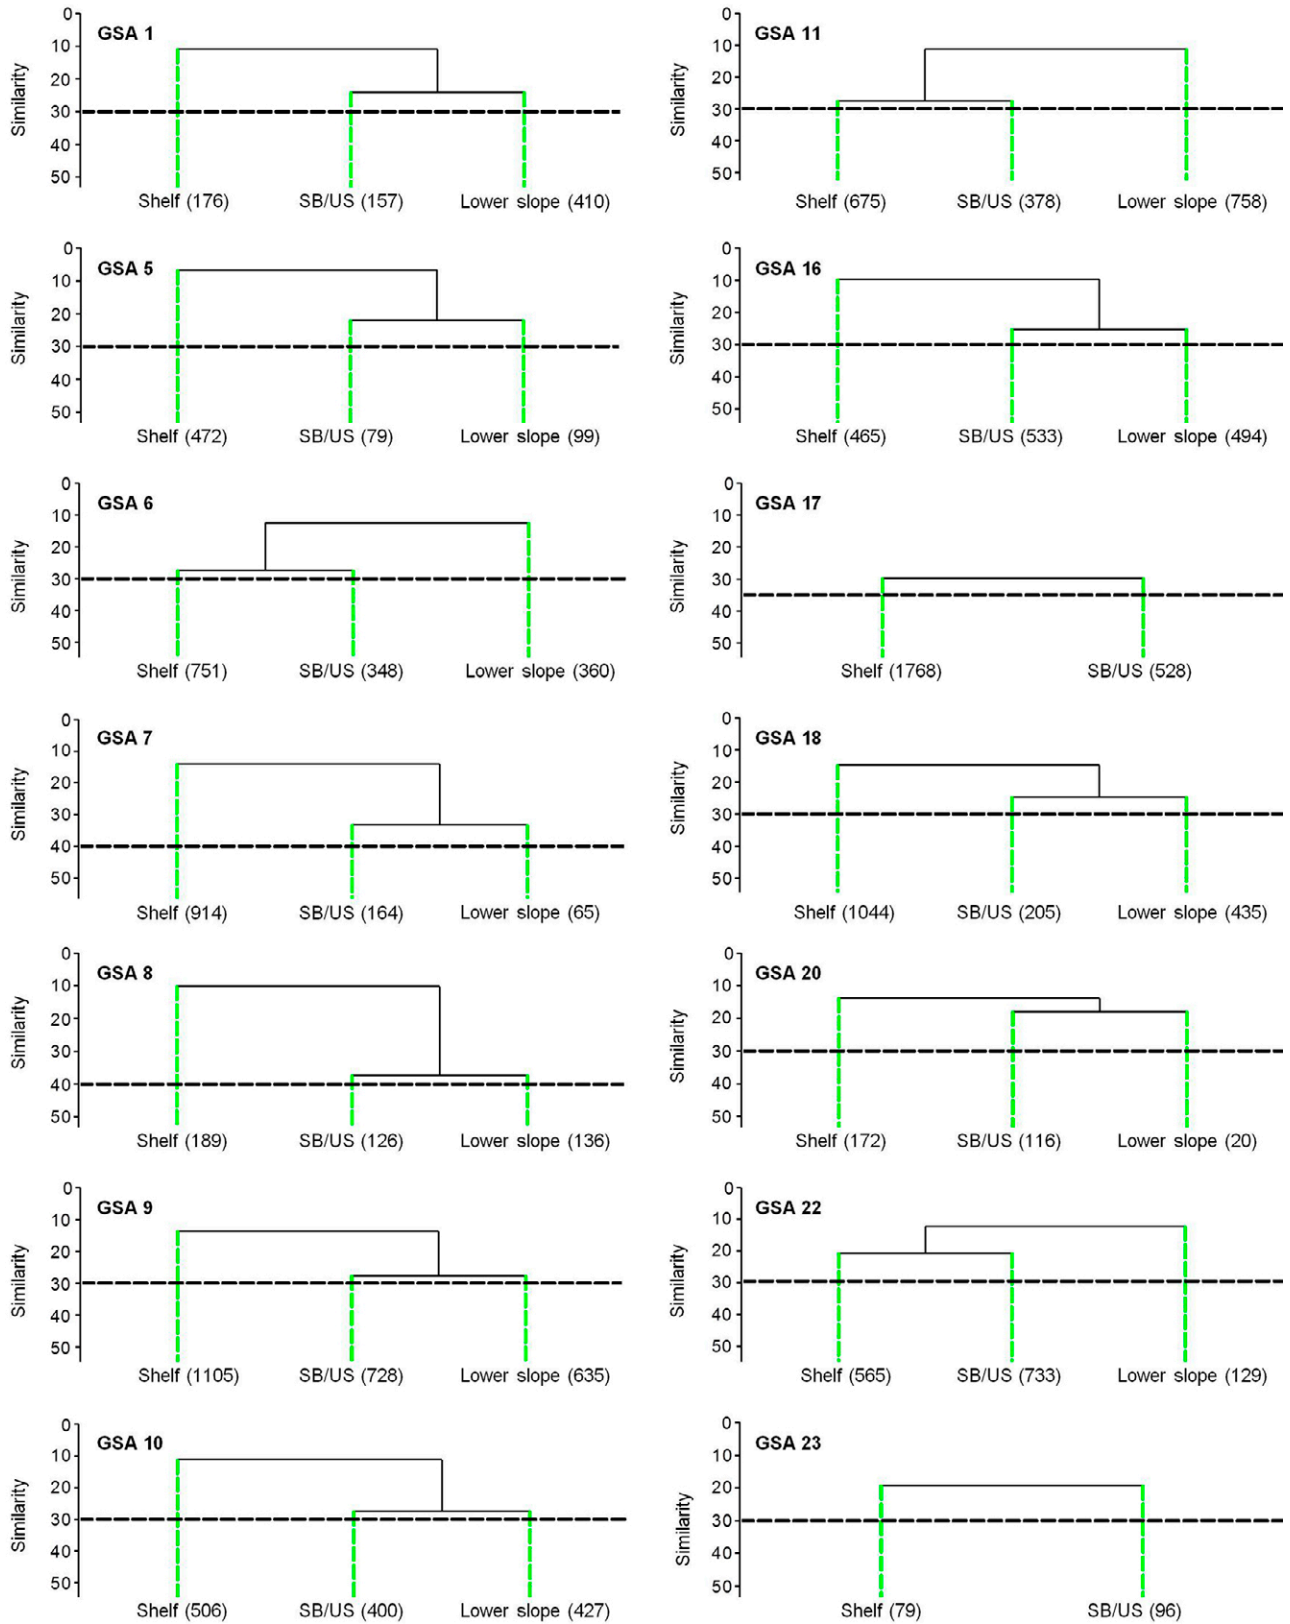 GSA 1
Similarity
0
10
20
30
40
50
Shelf (176) SB/US (157) Lower slope (410)
GSA 5
Similarity
0
10
20
30
40
50
Shelf (472) SB/US (79) Lower slope (99)
GSA 6
Similarity
0
10
20
30
40
50
Shelf (751) SB/US (348) Lower slope (360)
GSA 7
Similarity
0
10
20
30
40
50
Shelf (914) SB/US (164) Lower slope (65)
GSA 8
Similarity
0
10
20
30
40
50
Shelf (189) SB/US (126) Lower slope (136)
GSA 9
Similarity
0
10
20
30
40
50
Shelf (1105) SB/US (728) Lower slope (635)
GSA 10
Similarity
0
10
20
30
40
50
Shelf (506) SB/US (400) Lower slope (427)
GSA 11
Similarity
0
10
20
30
40
50
Shelf (675) SB/US (378) Lower slope (758)
GSA 16
Similarity
0
10
20
30
40
50
Shelf (465) SB/US (533) Lower slope (494)
GSA 17
Similarity
0
10
20
30
40
50
Shelf (1768) SB/US (528)
GSA 18
Similarity
0
10
20
30
40
50
Shelf (1044) SB/US (205) Lower slope (435)
GSA 20
Similarity
0
10
20
30
40
50
Shelf (172) SB/US (116) Lower slope (20)
GSA 22
Similarity
0
10
20
30
40
50
Shelf (565) SB/US (733) Lower slope (129)
GSA 23
Similarity
0
10
20
30
40
50
Shelf (79) SB/US (96)